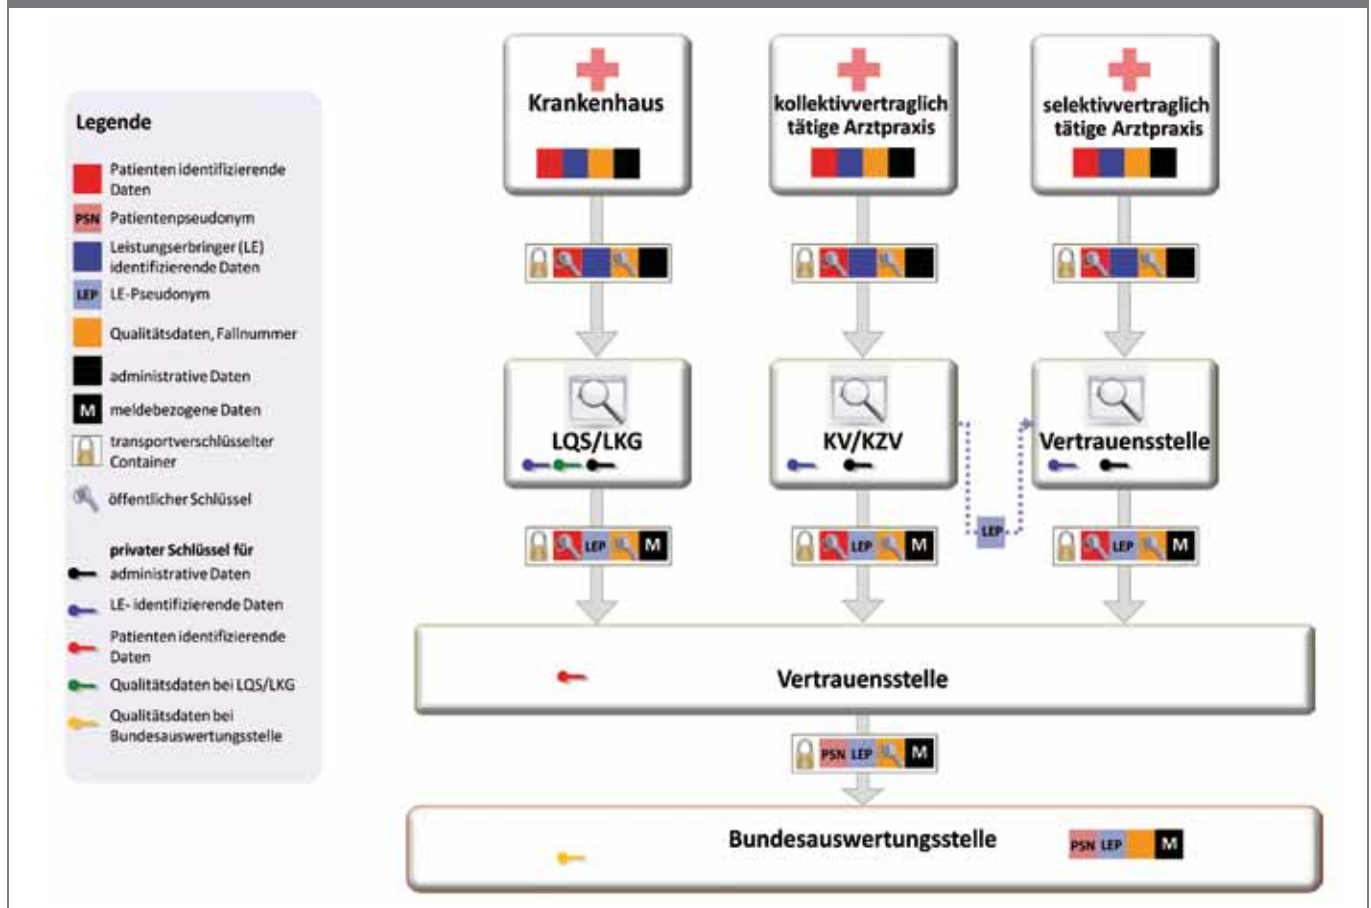 Legende
Patienten identifizierende
Daten
PSN Patientenpseudonym
Leistungserbringer (LE)
identifizierende Daten
LEP LE-Pseudonym
Qualitätsdaten, Fallnummer
administrative Daten
M meldebezogene Daten
transportverschlüsselter
Container
öffentlicher Schlüssel
privater Schlüssel für
administrative Daten
LE- identifizierende Daten
Patienten identifizierende
Daten
Qualitätsdaten bei LQS/LKG
Qualitätsdaten bei
Bundesauswertungsstelle
Krankenhaus
kollektivvertraglich
tätige Arztpraxis
selektivvertraglich
tätige Arztpraxis
LQS/LKG
KV/KZV
Vertrauensstelle
LEP
LEP M
LEP M
LEP M
Vertrauensstelle
PSN LEP M
Bundesauswertungsstelle
PSN LEP M